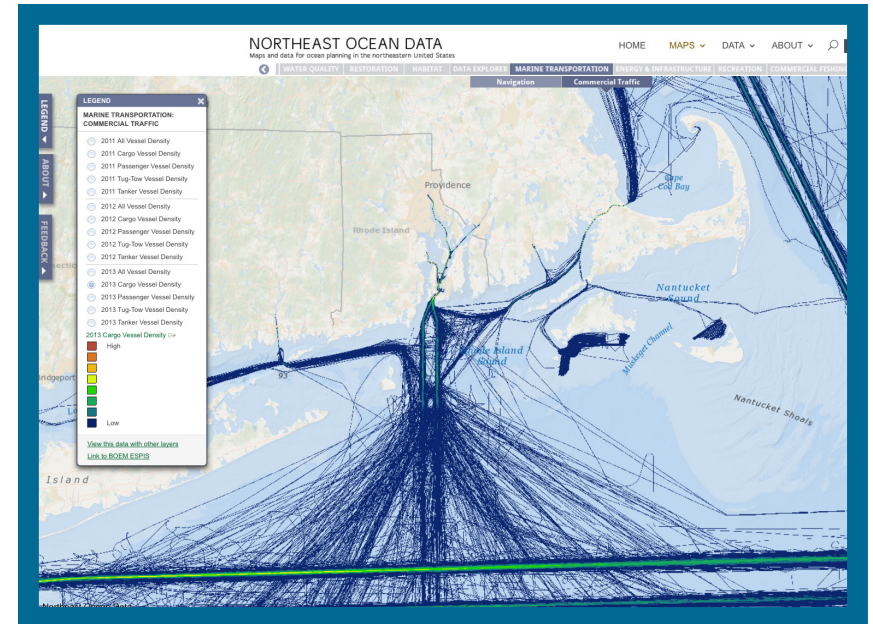 NORTHEAST OCEAN DATA
Maps and data for ocean planning in the northeastern United States
HOME MAPS DATA ABOUT
WATER QUALITY RESTORATION HABITAT DATA EXPLORER MARINE TRANSPORTATION ENERGY & INFRASTRUCTURE RECREATION COMMERCIAL FISHING
Navigation Commercial Traffic
LEGEND
ABOUT
FEEDBACK
LEGEND
MARINE TRANSPORTATION:
COMMERCIAL TRAFFIC
2011 All Vessel Density
2011 Cargo Vessel Density
2011 Passenger Vessel Density
2011 Tug-Tow Vessel Density
2011 Tanker Vessel Density
2012 All Vessel Density
2012 Cargo Vessel Density
2012 Passenger Vessel Density
2012 Tug-Tow Vessel Density
2012 Tanker Vessel Density
2013 All Vessel Density
2013 Cargo Vessel Density
2013 Passenger Vessel Density
2013 Tug-Tow Vessel Density
2013 Tanker Vessel Density
2013 Cargo Vessel Density
High
Low
View this data with other layers
Link to BOEM ESPIS
Providence
Cape
Cod Bay
Rhode Island
Nantucket
Sound
Rhode Island
Sound
Muskeget Channel
Nantucket Shoals
93
Island